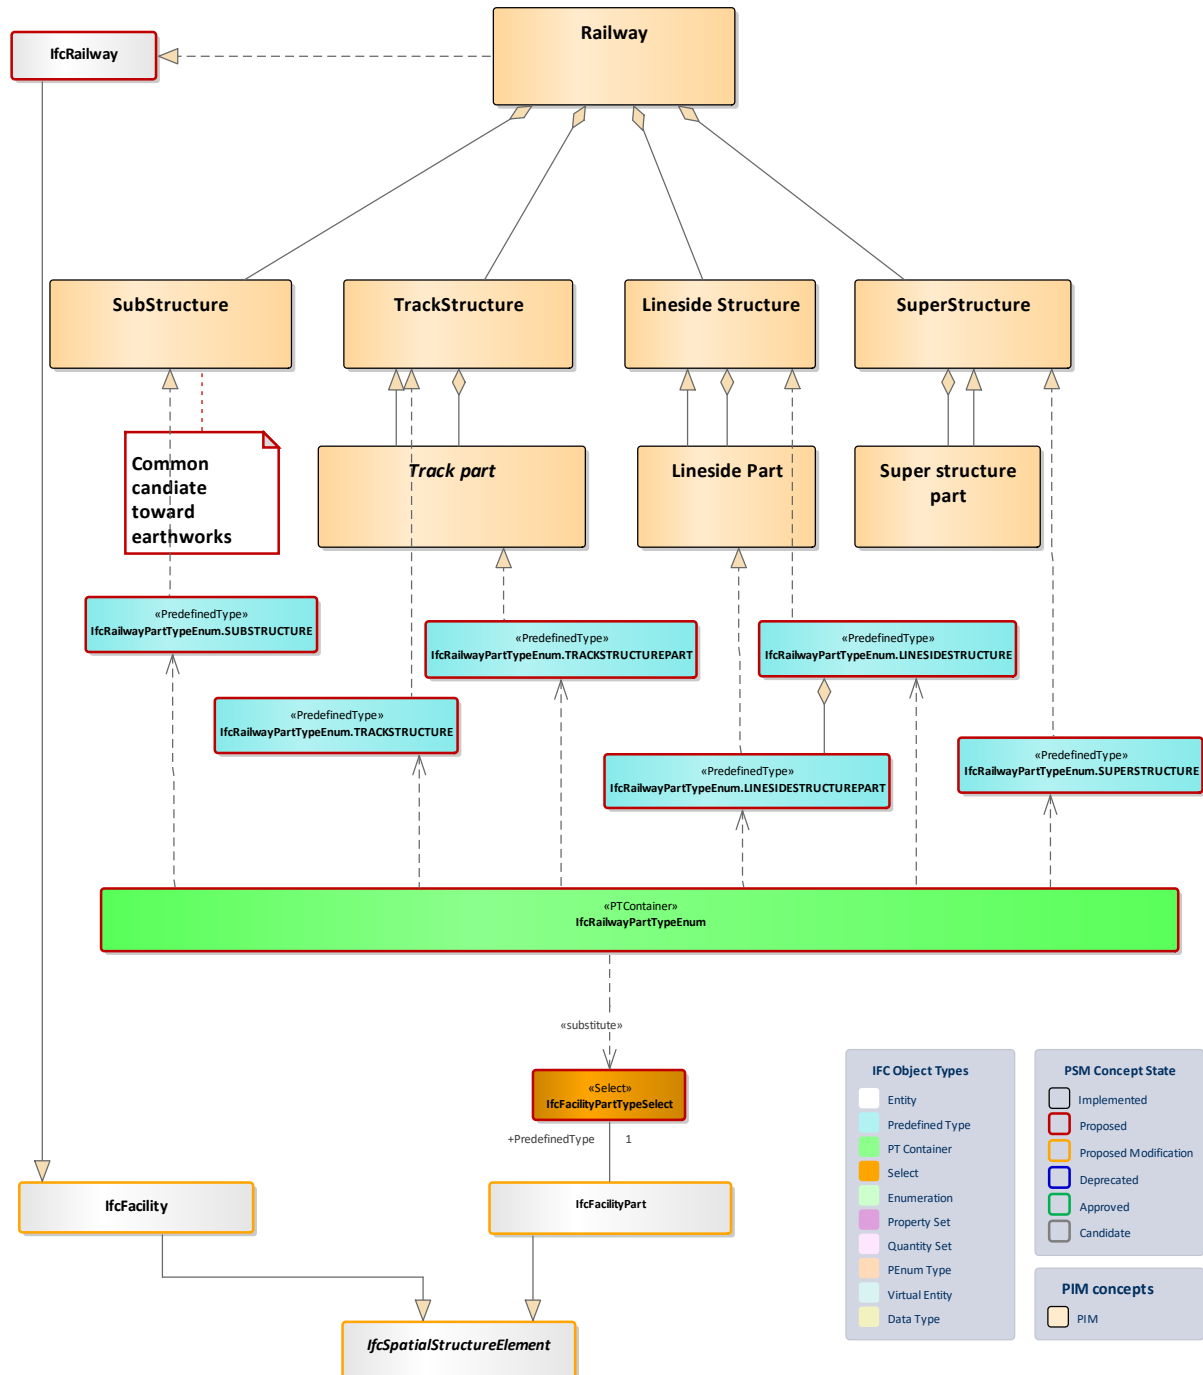 Railway
IfcRailway
SubStructure
TrackStructure
Lineside Structure
SuperStructure
Common
candiate
toward
earthworks
Track part
Lineside Part
Super structure
part
«PredefinedType»
IfcRailwayPartTypeEnum.SUBSTRUCTURE
«PredefinedType»
IfcRailwayPartTypeEnum.TRACKSTRUCTUREPART
«PredefinedType»
IfcRailwayPartTypeEnum.LINESIDESTRUCTURE
«PredefinedType»
IfcRailwayPartTypeEnum.TRACKSTRUCTURE
«PredefinedType»
IfcRailwayPartTypeEnum.LINESIDESTRUCTUREPART
«PredefinedType»
IfcRailwayPartTypeEnum.SUPERSTRUCTURE
«PTContainer»
IfcRailwayPartTypeEnum
«substitute»
«Select»
IfcFacilityPartTypeSelect
+PredefinedType 1
IfcFacility
IfcFacilityPart
IfcSpatialStructureElement
IFC Object Types
Entity
Predefined Type
PT Container
Select
Enumeration
Property Set
Quantity Set
PEnum Type
Virtual Entity
Data Type
PSM Concept State
Implemented
Proposed
Proposed Modification
Deprecated
Approved
Candidate
PIM concepts
PIM